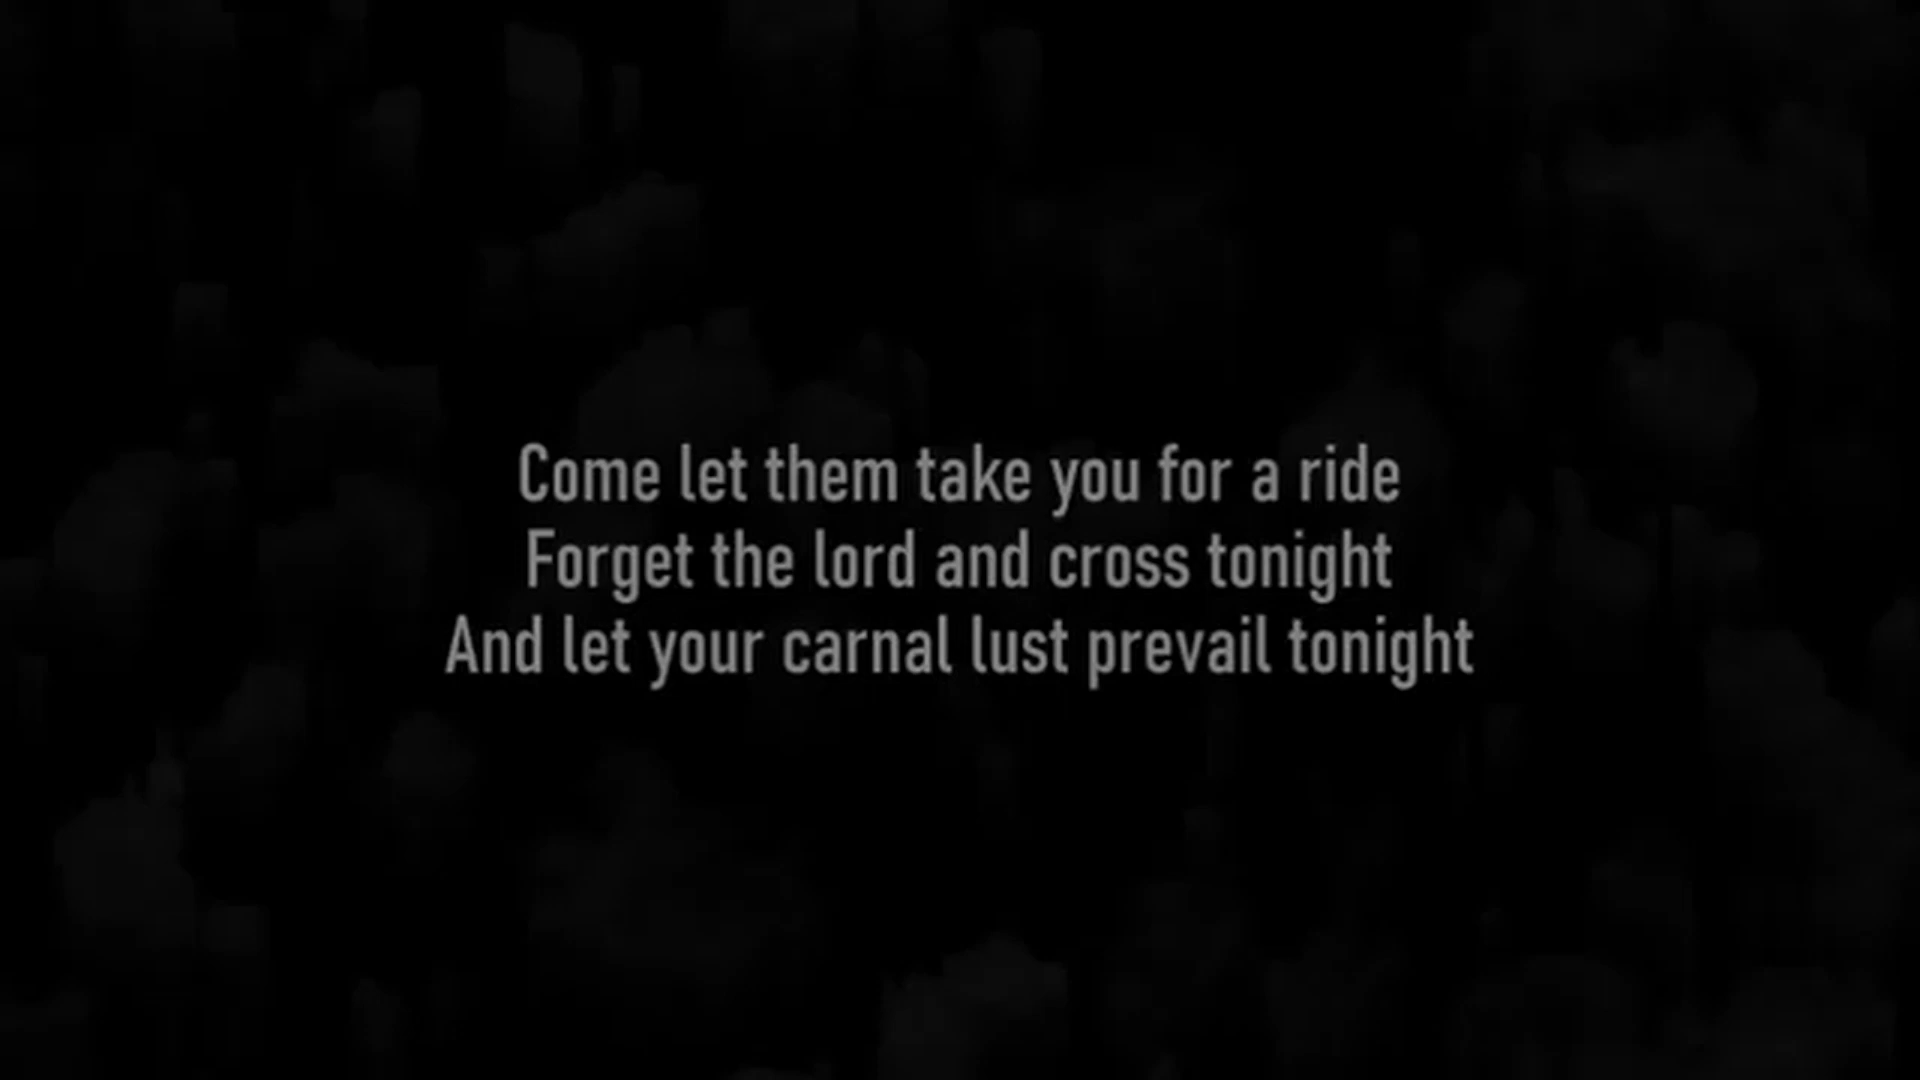 Come let them take you for a ride
Forget the lord and cross tonight
And let your carnal lust prevail tonight